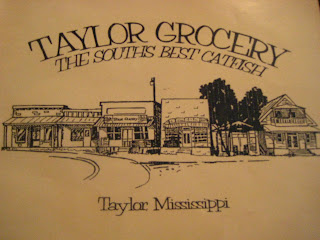 TAYLOR GROCERY
THE SOUTH'S BEST CATFISH
Taylor Mississippi